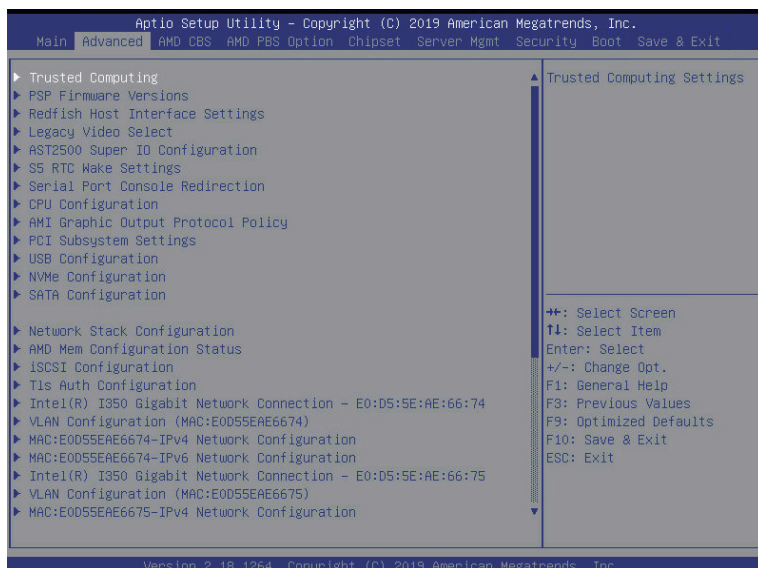 Aptio Setup Utility – Copyright (C) 2019 American Megatrends, Inc.
Main Advanced AMD CBS AMD PBS Option Chipset Server Mgmt Security Boot Save & Exit
Trusted Computing
PSP Firmware Versions
Redfish Host Interface Settings
Legacy Video Select
AST2500 Super IO Configuration
S5 RTC Wake Settings
Serial Port Console Redirection
CPU Configuration
AMI Graphic Output Protocol Policy
PCI Subsystem Settings
USB Configuration
NVMe Configuration
SATA Configuration
Network Stack Configuration
AMD Mem Configuration Status
iSCSI Configuration
Tls Auth Configuration
Intel(R) I350 Gigabit Network Connection – E0:D5:5E:AE:66:74
VLAN Configuration (MAC:E0D55EAE6674)
MAC:E0D55EAE6674-IPv4 Network Configuration
MAC:E0D55EAE6674-IPv6 Network Configuration
Intel(R) I350 Gigabit Network Connection – E0:D5:5E:AE:66:75
VLAN Configuration (MAC:E0D55EAE6675)
MAC:E0D55EAE6675-IPv4 Network Configuration
Trusted Computing Settings
→←: Select Screen
↑↓: Select Item
Enter: Select
+/-: Change Opt.
F1: General Help
F3: Previous Values
F9: Optimized Defaults
F10: Save & Exit
ESC: Exit
Version 2.18.1264. Copyright (C) 2019 American Megatrends, Inc.